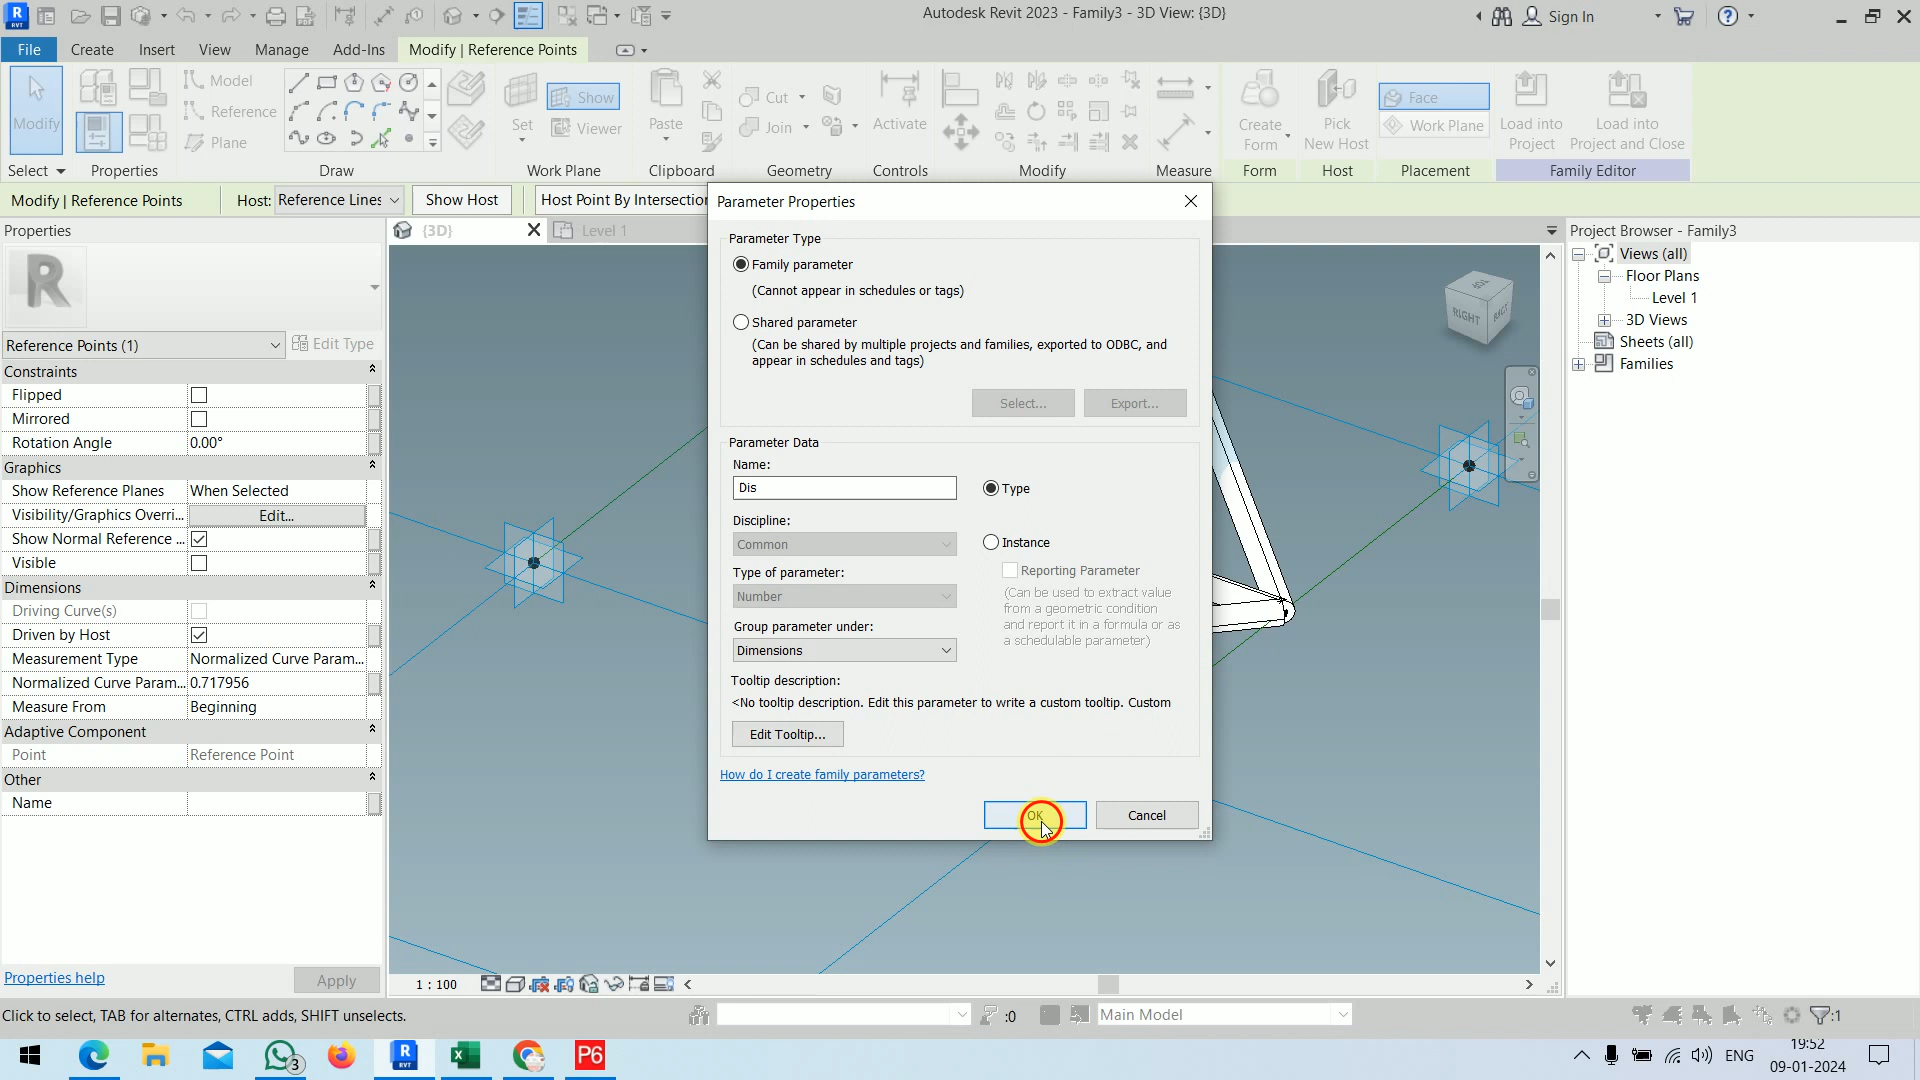 Autodesk Revit 2023 - Family3 - 3D View: {3D}
Sign In
File
Create
Insert
View
Manage
Add-Ins
Modify | Reference Points
Modify
Model
Reference
Plane
Set
Show
Viewer
Paste
Cut
Join
Activate
Create
Form
Pick
New Host
Face
Work Plane
Load into
Project
Load into
Project and Close
Select
Properties
Draw
Work Plane
Clipboard
Geometry
Controls
Modify
Measure
Form
Host
Placement
Family Editor
Modify | Reference Points
Host:
Reference Lines
Show Host
Host Point By Intersection
Properties
{3D}
Level 1
Reference Points (1)
Edit Type
Constraints
Flipped
Mirrored
Rotation Angle
0.00°
Graphics
Show Reference Planes
When Selected
Visibility/Graphics Overri...
Edit...
Show Normal Reference ...
Visible
Dimensions
Driving Curve(s)
Driven by Host
Measurement Type
Normalized Curve Param...
Normalized Curve Param...
0.717956
Measure From
Beginning
Adaptive Component
Point
Reference Point
Other
Name
Properties help
Apply
Parameter Properties
Parameter Type
Family parameter
(Cannot appear in schedules or tags)
Shared parameter
(Can be shared by multiple projects and families, exported to ODBC, and
appear in schedules and tags)
Select...
Export...
Parameter Data
Name:
Dis
Type
Discipline:
Common
Instance
Type of parameter:
Reporting Parameter
Number
(Can be used to extract value
from a geometric condition
and report it in a formula or as
a schedulable parameter)
Group parameter under:
Dimensions
Tooltip description:
<No tooltip description. Edit this parameter to write a custom tooltip. Custom
Edit Tooltip...
How do I create family parameters?
OK
Cancel
TOP
RIGHT
BACK
Project Browser - Family3
Views (all)
Floor Plans
Level 1
3D Views
Sheets (all)
Families
1 : 100
Click to select, TAB for alternates, CTRL adds, SHIFT unselects.
:0
Main Model
:1
3
R
RVT
P6
ENG
19:52
09-01-2024